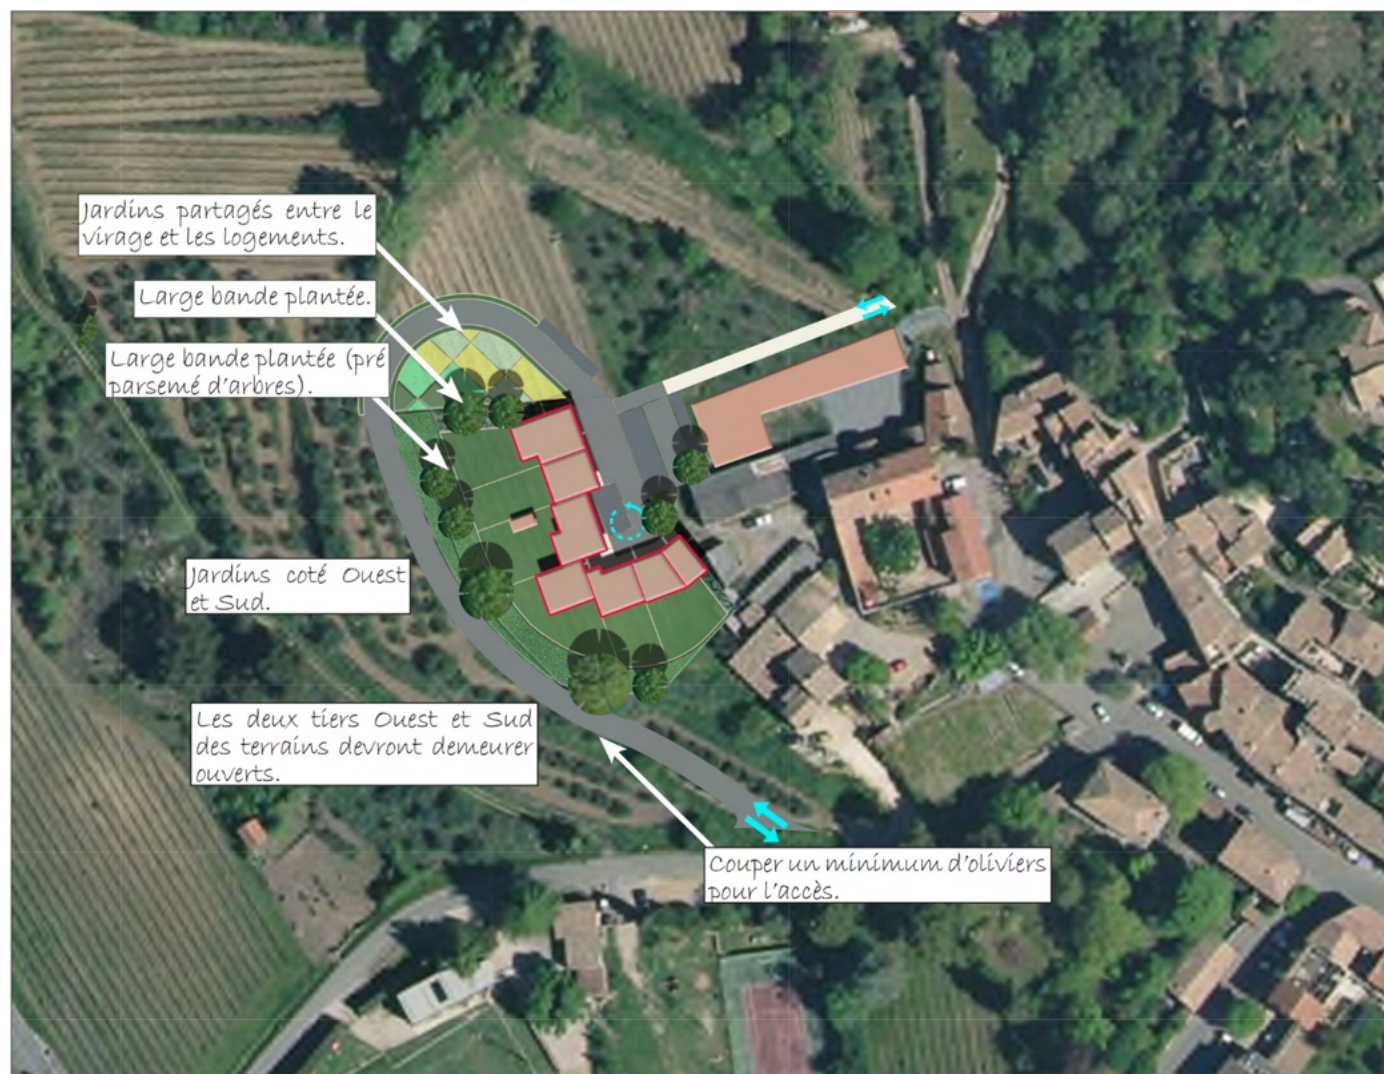 Jardins partagés entre le
virage et les logements.
Large bande plantée.
Large bande plantée (pré
parsemé d'arbres).
Jardins coté Ouest
et Sud.
Les deux tiers Ouest et Sud
des terrains devront demeurer
ouverts.
Couper un minimum d'oliviers
pour l'accès.